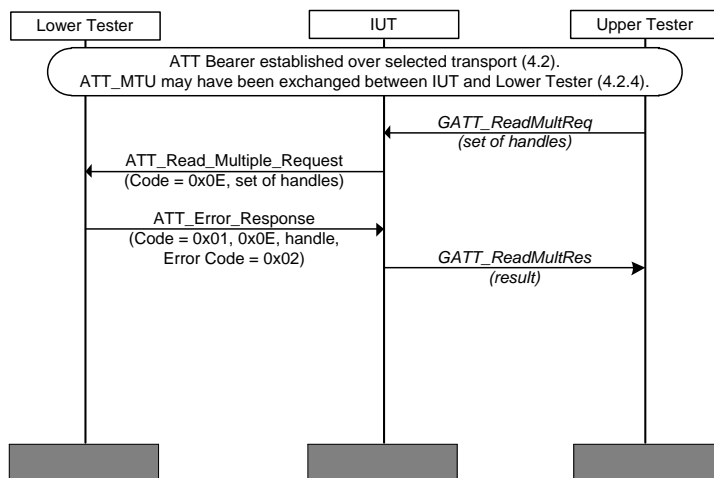 Lower Tester
IUT
Upper Tester
ATT Bearer established over selected transport (4.2).
ATT_MTU may have been exchanged between IUT and Lower Tester (4.2.4).
GATT_ReadMultReq
(set of handles)
ATT_Read_Multiple_Request
(Code = 0x0E, set of handles)
ATT_Error_Response
(Code = 0x01, 0x0E, handle,
Error Code = 0x02)
GATT_ReadMultRes
(result)